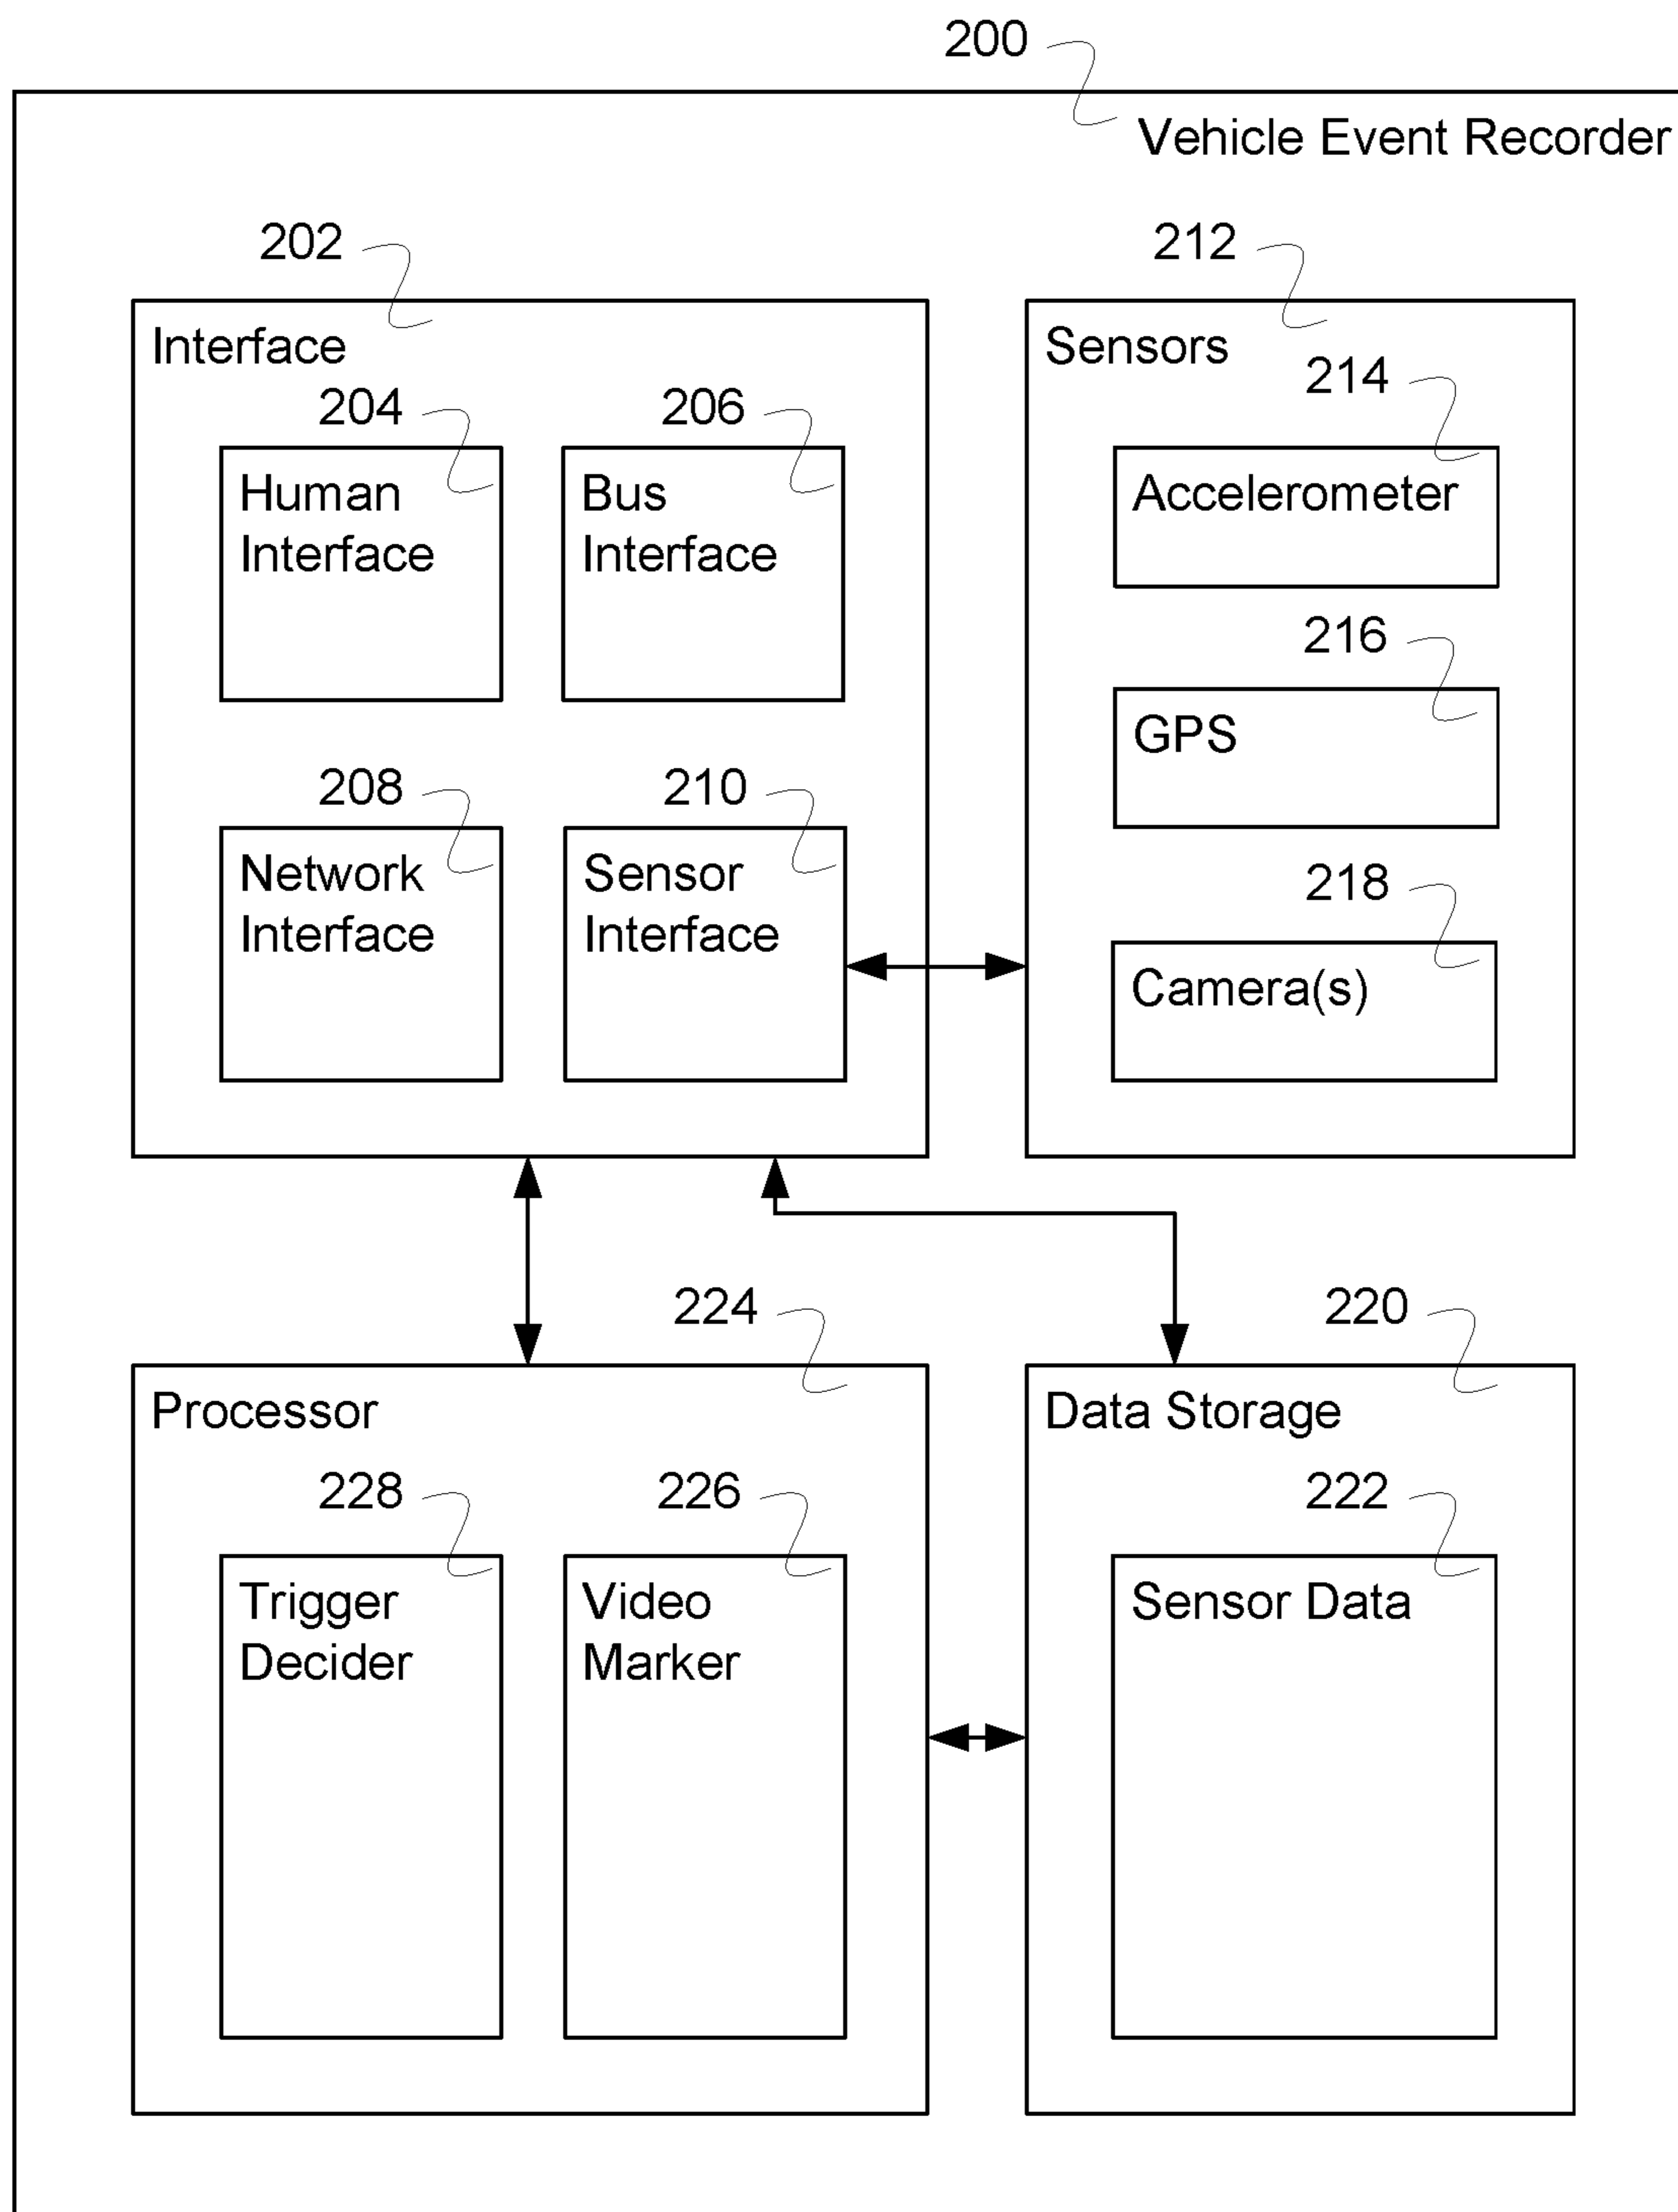 200
Vehicle Event Recorder
202
Interface
204
Human
Interface
206
Bus
Interface
208
Network
Interface
210
Sensor
Interface
212
Sensors
214
Accelerometer
216
GPS
218
Camera(s)
224
Processor
228
Trigger
Decider
226
Video
Marker
220
Data Storage
222
Sensor Data